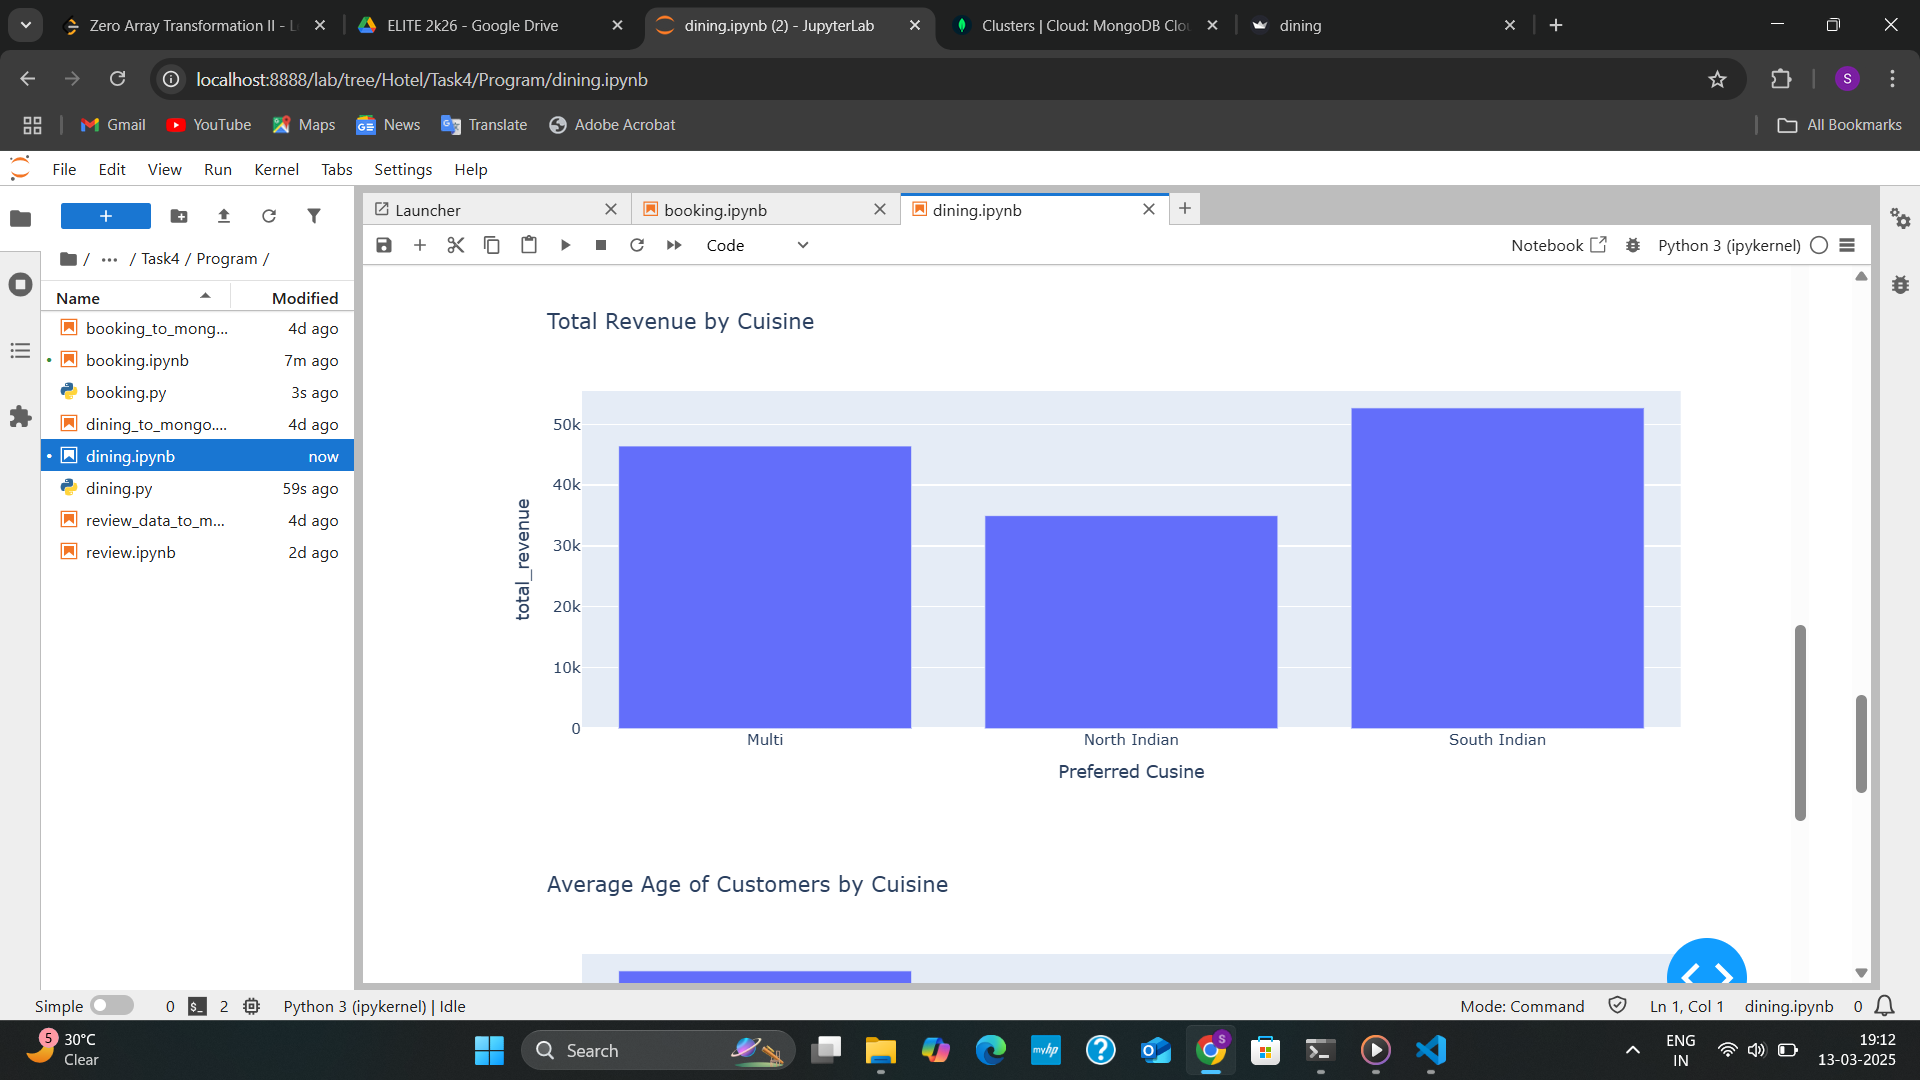 Zero Array Transformation II - L
ELITE 2k26 - Google Drive
dining.ipynb (2) - JupyterLab
Clusters | Cloud: MongoDB Clo
dining
localhost:8888/lab/tree/Hotel/Task4/Program/dining.ipynb
S
Gmail
YouTube
Maps
News
Translate
Adobe Acrobat
All Bookmarks
File Edit View Run Kernel Tabs Settings Help
Launcher
booking.ipynb
dining.ipynb
Code
Notebook
Python 3 (ipykernel)
/ ... / Task4 / Program /
Name Modified
booking_to_mong... 4d ago
booking.ipynb 7m ago
booking.py 3s ago
dining_to_mongo.... 4d ago
dining.ipynb now
dining.py 59s ago
review_data_to_m... 4d ago
review.ipynb 2d ago
Total Revenue by Cuisine
50k
40k
30k
20k
10k
0
total_revenue
Multi North Indian South Indian
Preferred Cusine
Average Age of Customers by Cuisine
Simple 0 $_ 2 Python 3 (ipykernel) | Idle
Mode: Command Ln 1, Col 1 dining.ipynb 0
5
30°C
Clear
Search
myhp
S
ENG
IN
19:12
13-03-2025